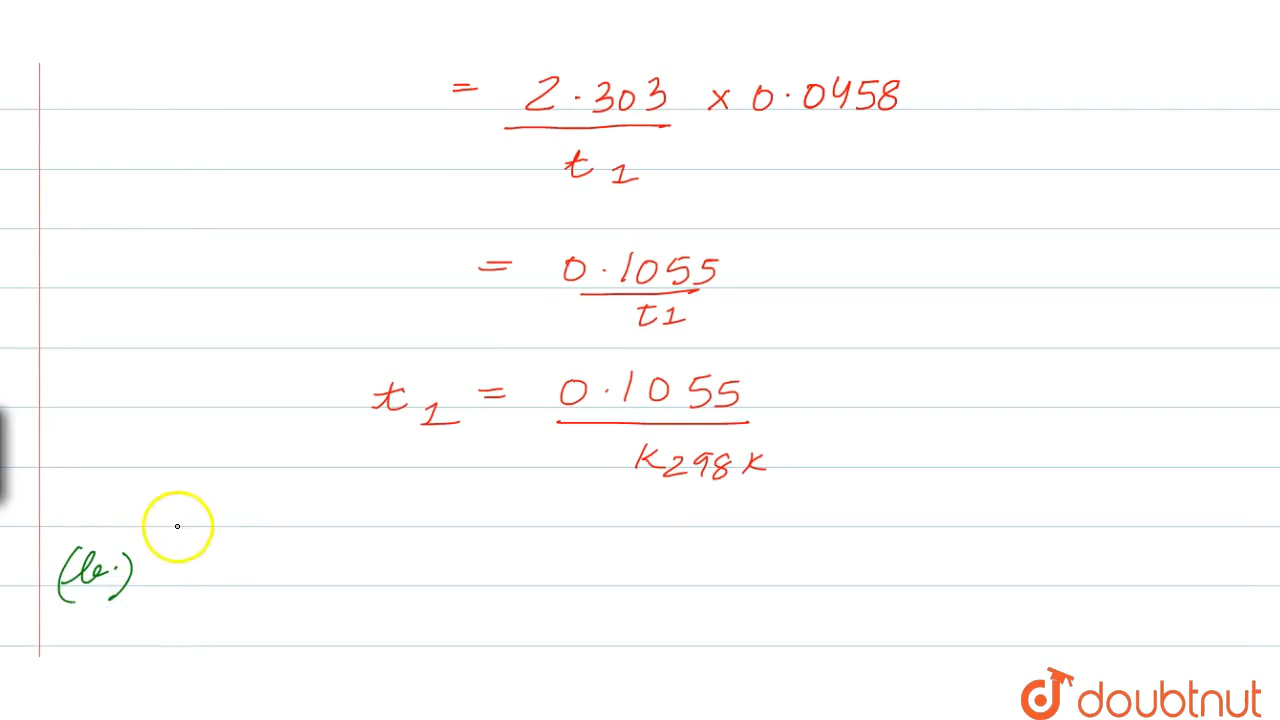 = 2.303 × 0.0458
t1
= 0.1055
t1
t1 = 0.1055
K298K
(b.)
doubtnut